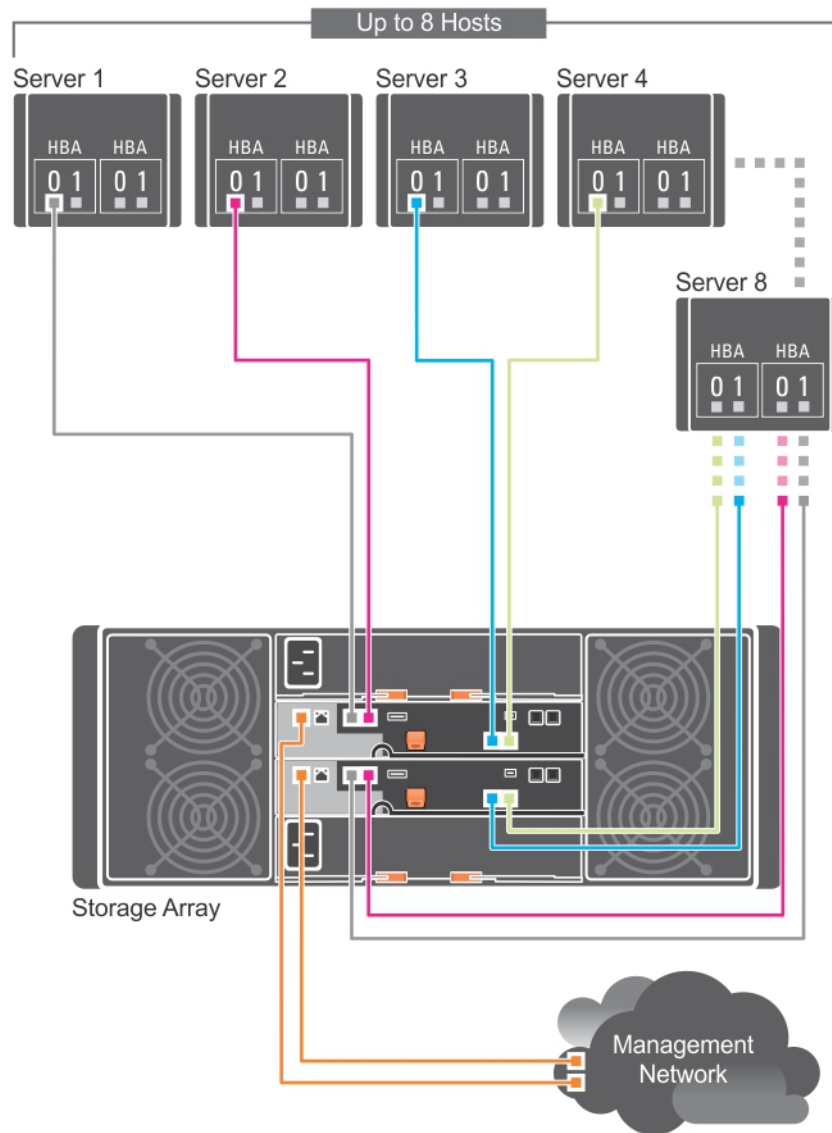 Up to 8 Hosts
Server 1
Server 2
Server 3
Server 4
HBA HBA
0 1 0 1
HBA HBA
0 1 0 1
HBA HBA
0 1 0 1
HBA HBA
0 1 0 1
Server 8
HBA HBA
0 1 0 1
Storage Array
Management
Network